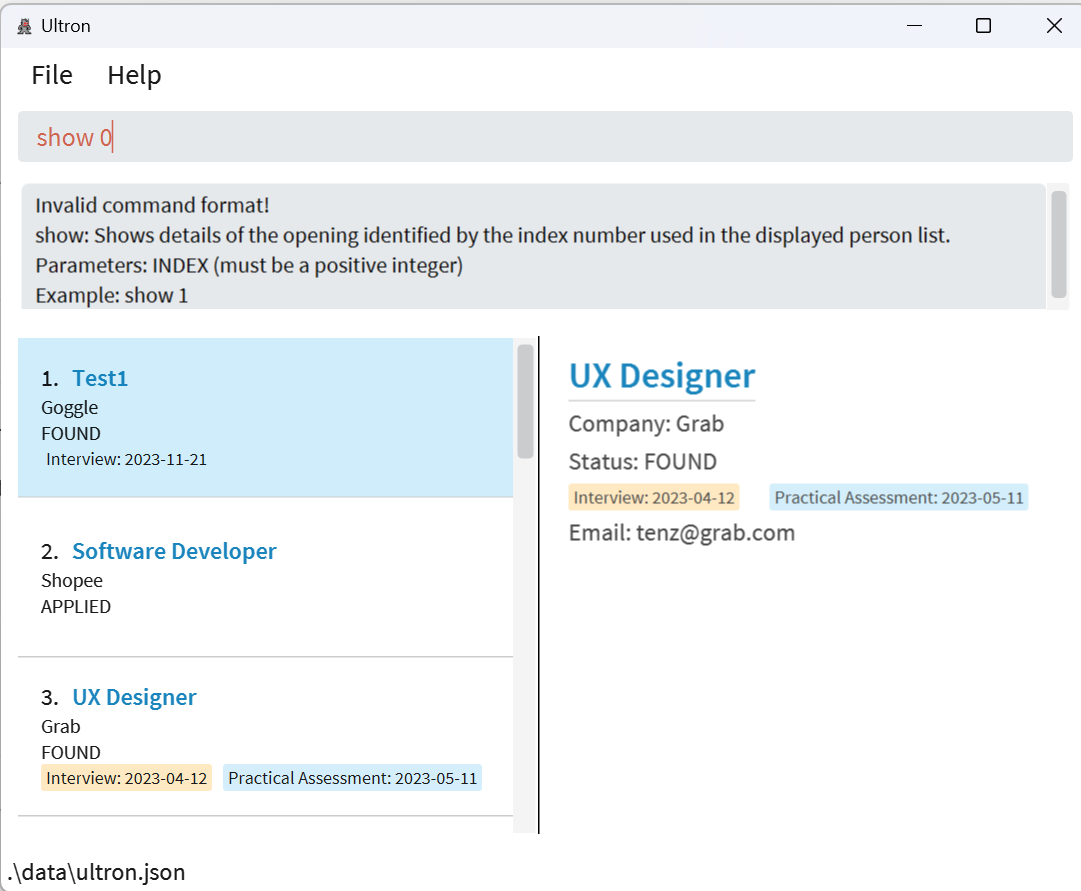 Ultron
File Help
show 0
Invalid command format!
show: Shows details of the opening identified by the index number used in the displayed person list.
Parameters: INDEX (must be a positive integer)
Example: show 1
1. Test1
Goggle
FOUND
Interview: 2023-11-21
2. Software Developer
Shopee
APPLIED
3. UX Designer
Grab
FOUND
Interview: 2023-04-12 Practical Assessment: 2023-05-11
UX Designer
Company: Grab
Status: FOUND
Interview: 2023-04-12 Practical Assessment: 2023-05-11
Email: tenz@grab.com
.\data\ultron.json